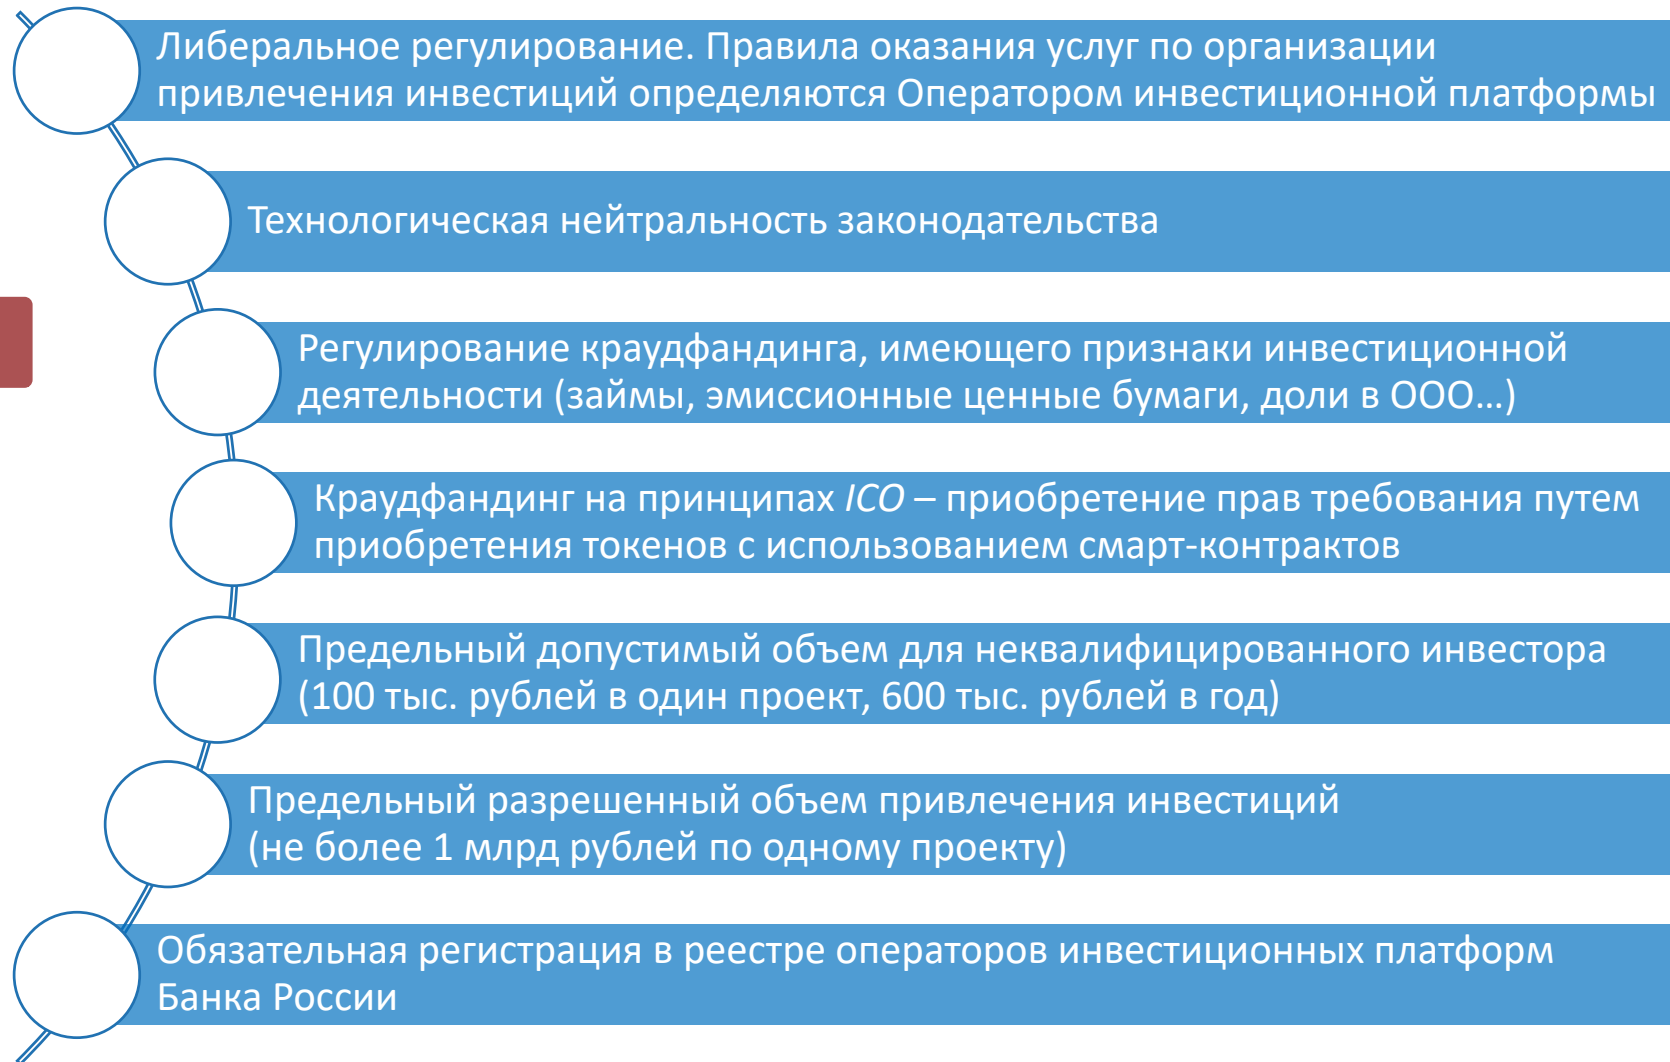 Либеральное регулирование. Правила оказания услуг по организации
привлечения инвестиций определяются Оператором инвестиционной платформы
Технологическая нейтральность законодательства
Регулирование краудфандинга, имеющего признаки инвестиционной
деятельности (займы, эмиссионные ценные бумаги, доли в ООО...)
Краудфандинг на принципах ICO – приобретение прав требования путем
приобретения токенов с использованием смарт-контрактов
Предельный допустимый объем для неквалифицированного инвестора
(100 тыс. рублей в один проект, 600 тыс. рублей в год)
Предельный разрешенный объем привлечения инвестиций
(не более 1 млрд рублей по одному проекту)
Обязательная регистрация в реестре операторов инвестиционных платформ
Банка России